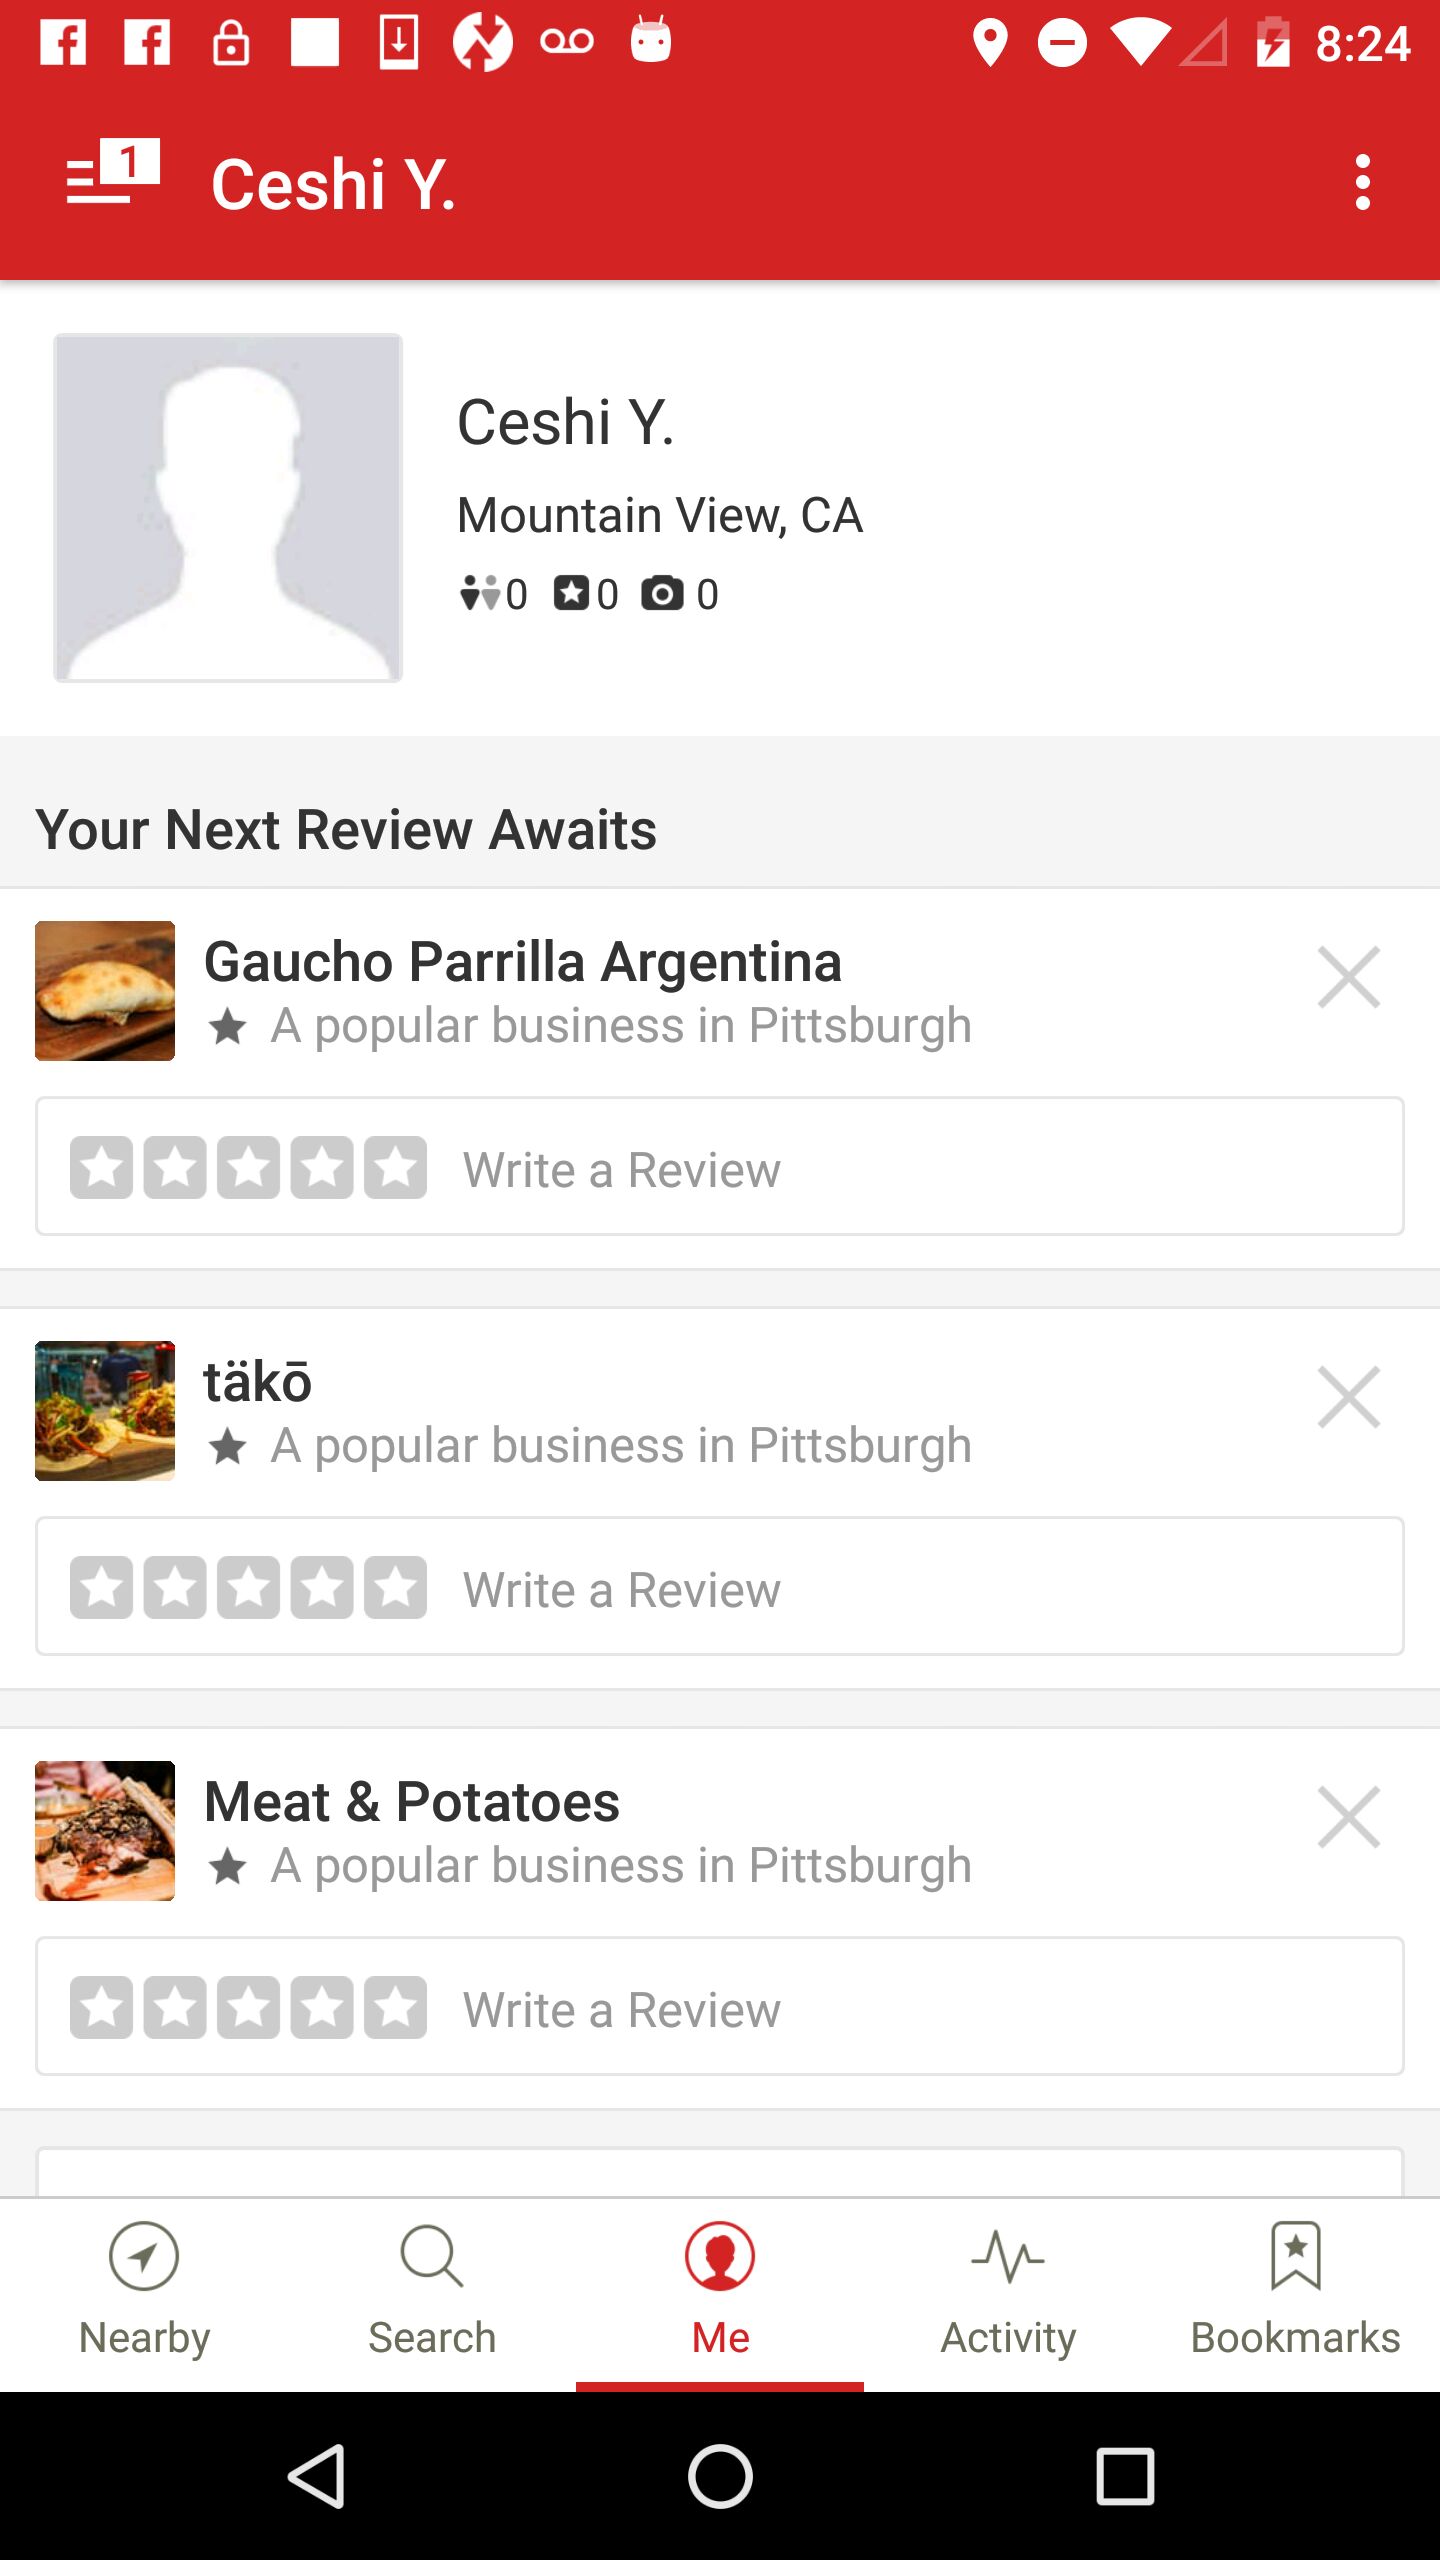 8:24
1
Ceshi Y.
Ceshi Y.
Mountain View, CA
0 0 0
Your Next Review Awaits
Gaucho Parrilla Argentina
A popular business in Pittsburgh
Write a Review
täkō
A popular business in Pittsburgh
Write a Review
Meat & Potatoes
A popular business in Pittsburgh
Write a Review
Nearby Search Me Activity Bookmarks